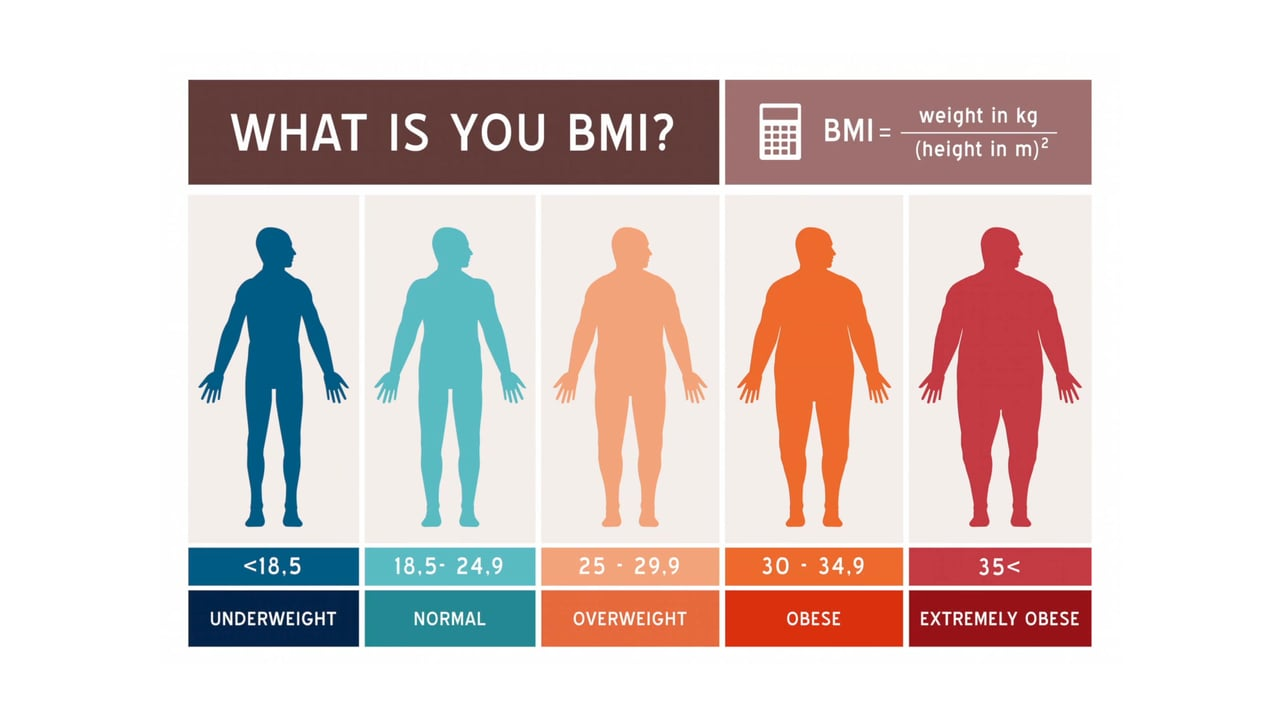 WHAT IS YOU BMI?
BMI = weight in kg
(height in m)²
<18,5
18,5- 24,9
25 - 29,9
30 - 34,9
35<
UNDERWEIGHT
NORMAL
OVERWEIGHT
OBESE
EXTREMELY OBESE